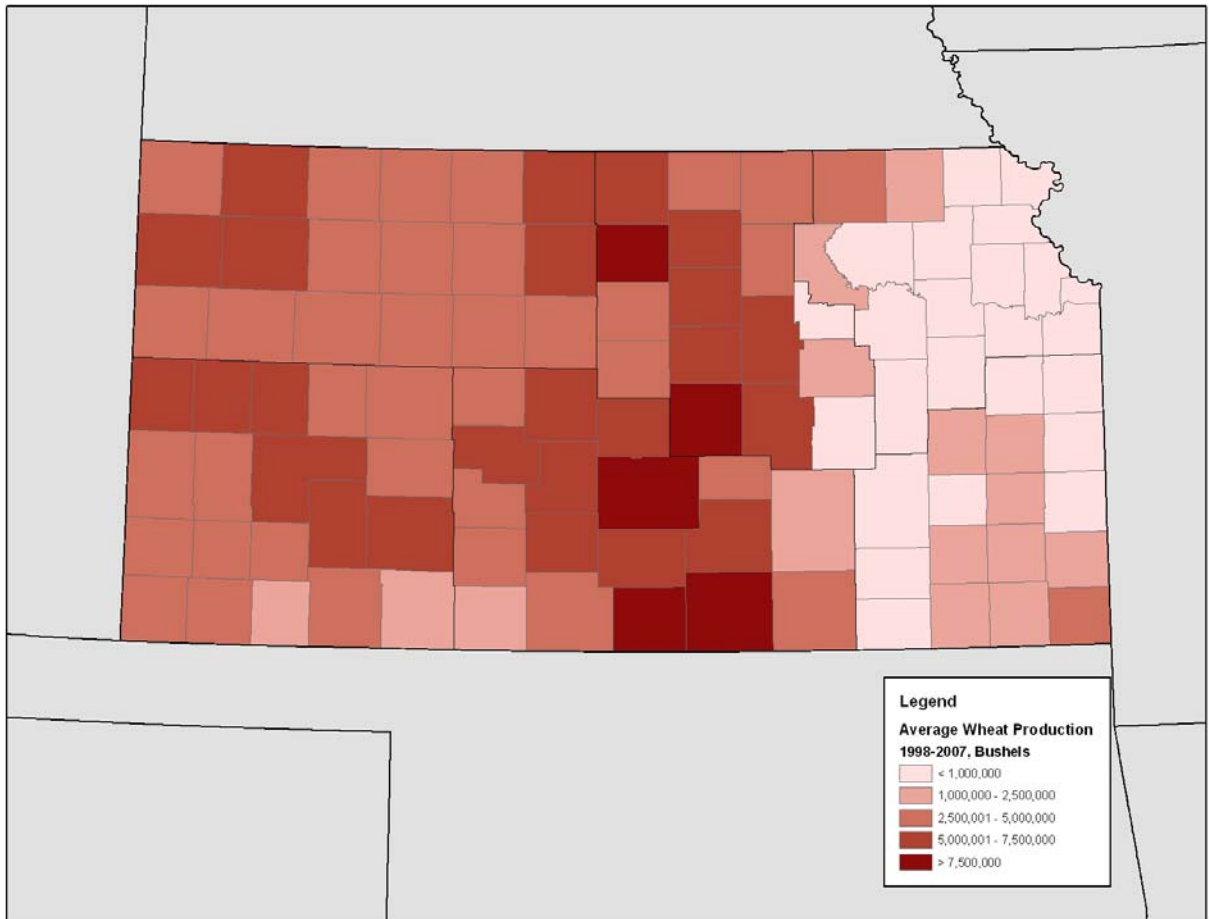 Legend
Average Wheat Production
1998-2007, Bushels
< 1,000,000
1,000,000 - 2,500,000
2,500,001 - 5,000,000
5,000,001 - 7,500,000
> 7,500,000